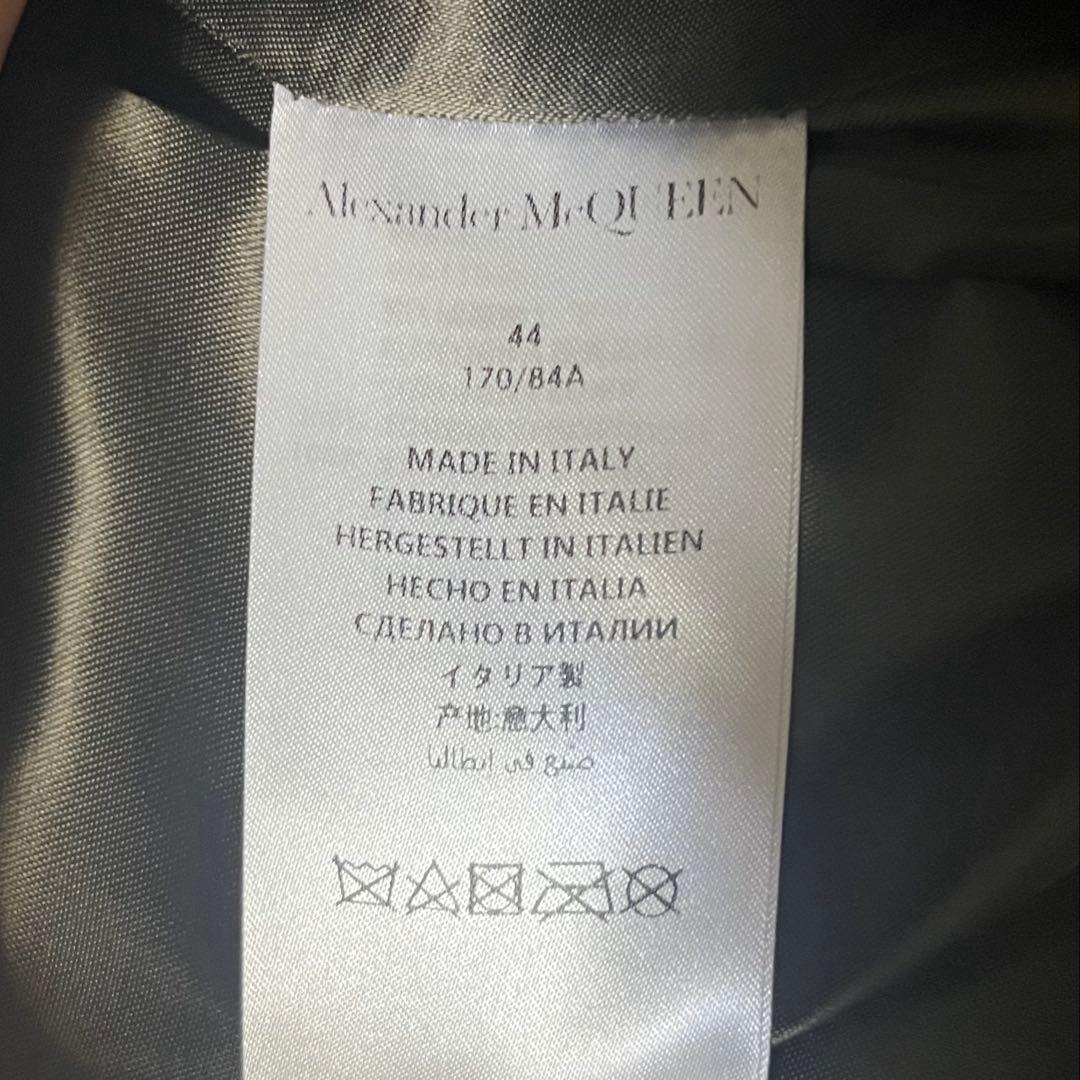 Alexander McQUEEN
44
170/84A
MADE IN ITALY
FABRIQUE EN ITALIE
HERGESTELLT IN ITALIEN
HECHO EN ITALIA
СДЕЛАНО В ИТАЛИИ
イタリア製
产地:意大利
صنع في ايطاليا